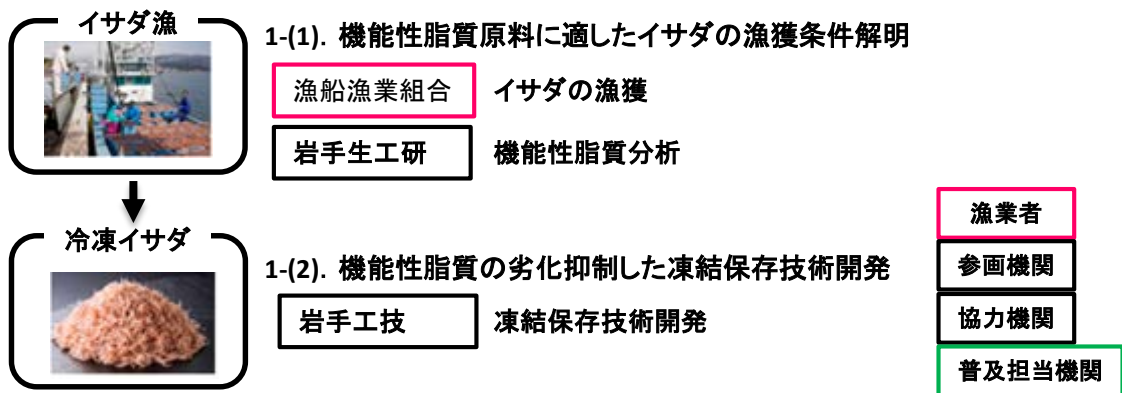 イサダ漁
1-(1). 機能性脂質原料に適したイサダの漁獲条件解明
漁船漁業組合 イサダの漁獲
岩手生工研 機能性脂質分析
冷凍イサダ
1-(2). 機能性脂質の劣化抑制した凍結保存技術開発
岩手工技 凍結保存技術開発
漁業者
参画機関
協力機関
普及担当機関